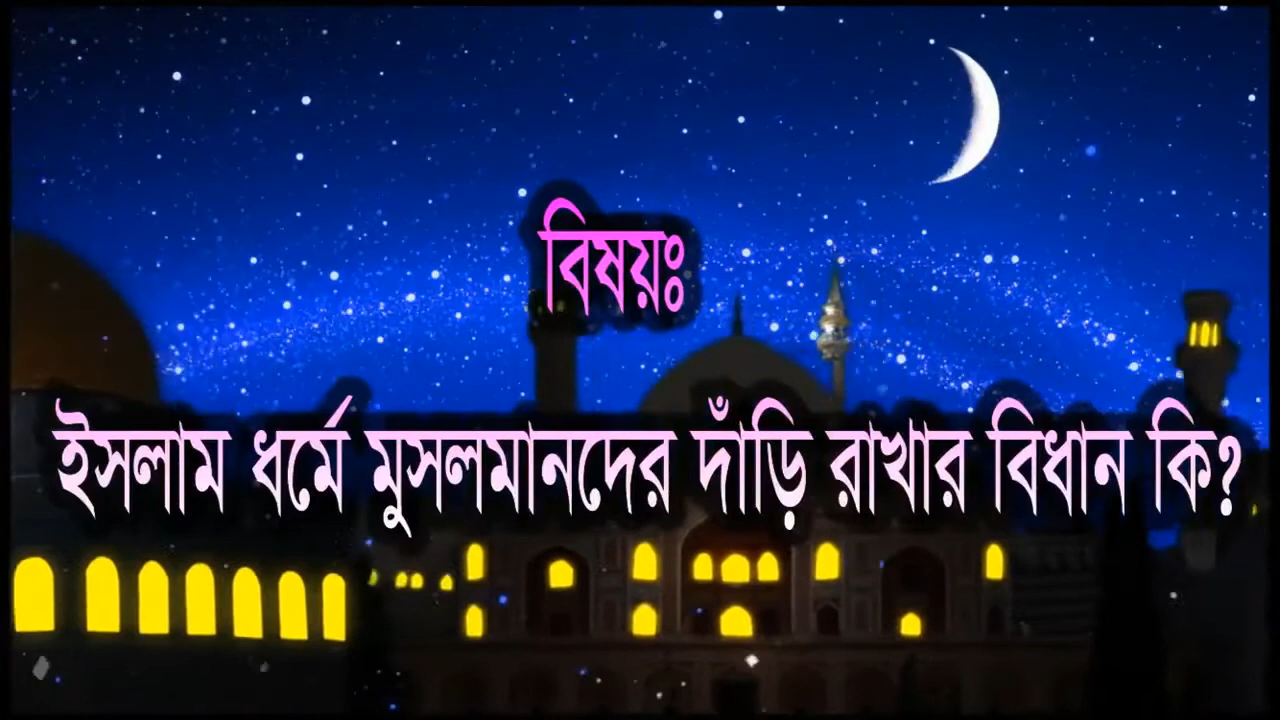 বিষয়ঃ
ইসলাম ধর্মে মুসলমানদের দাঁড়ি রাখার বিধান কি?